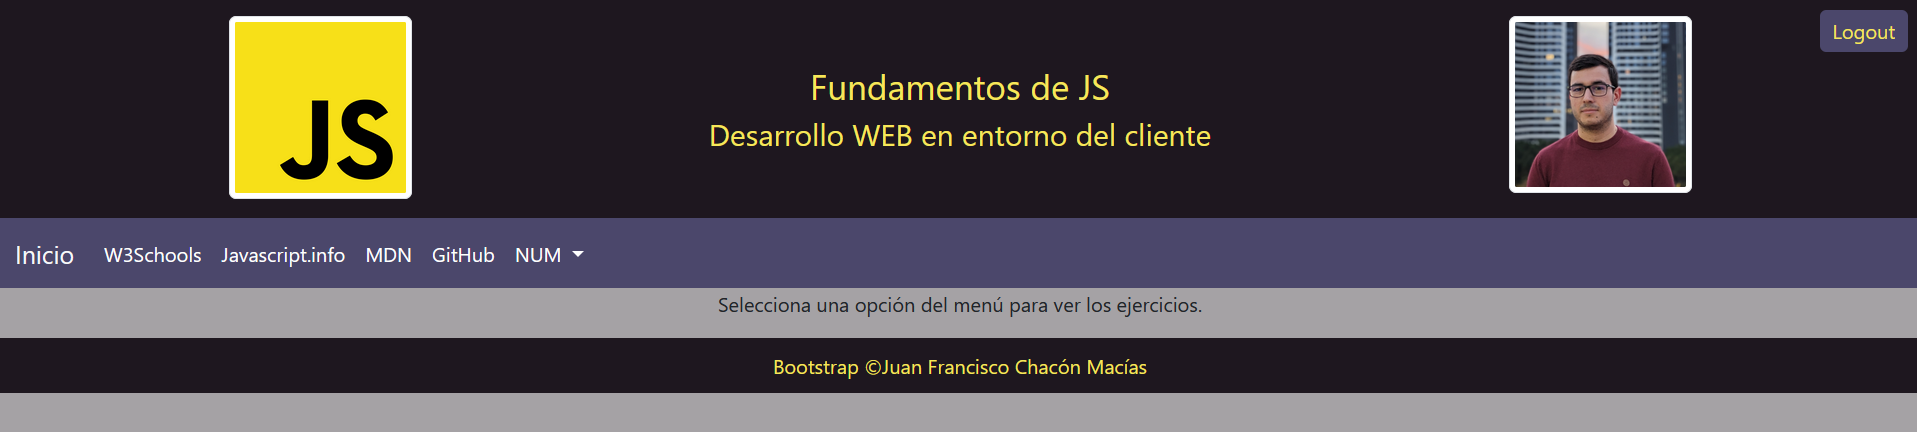 JS
Fundamentos de JS
Desarrollo WEB en entorno del cliente
Logout
Inicio W3Schools Javascript.info MDN GitHub NUM
Selecciona una opción del menú para ver los ejercicios.
Bootstrap ©Juan Francisco Chacón Macías